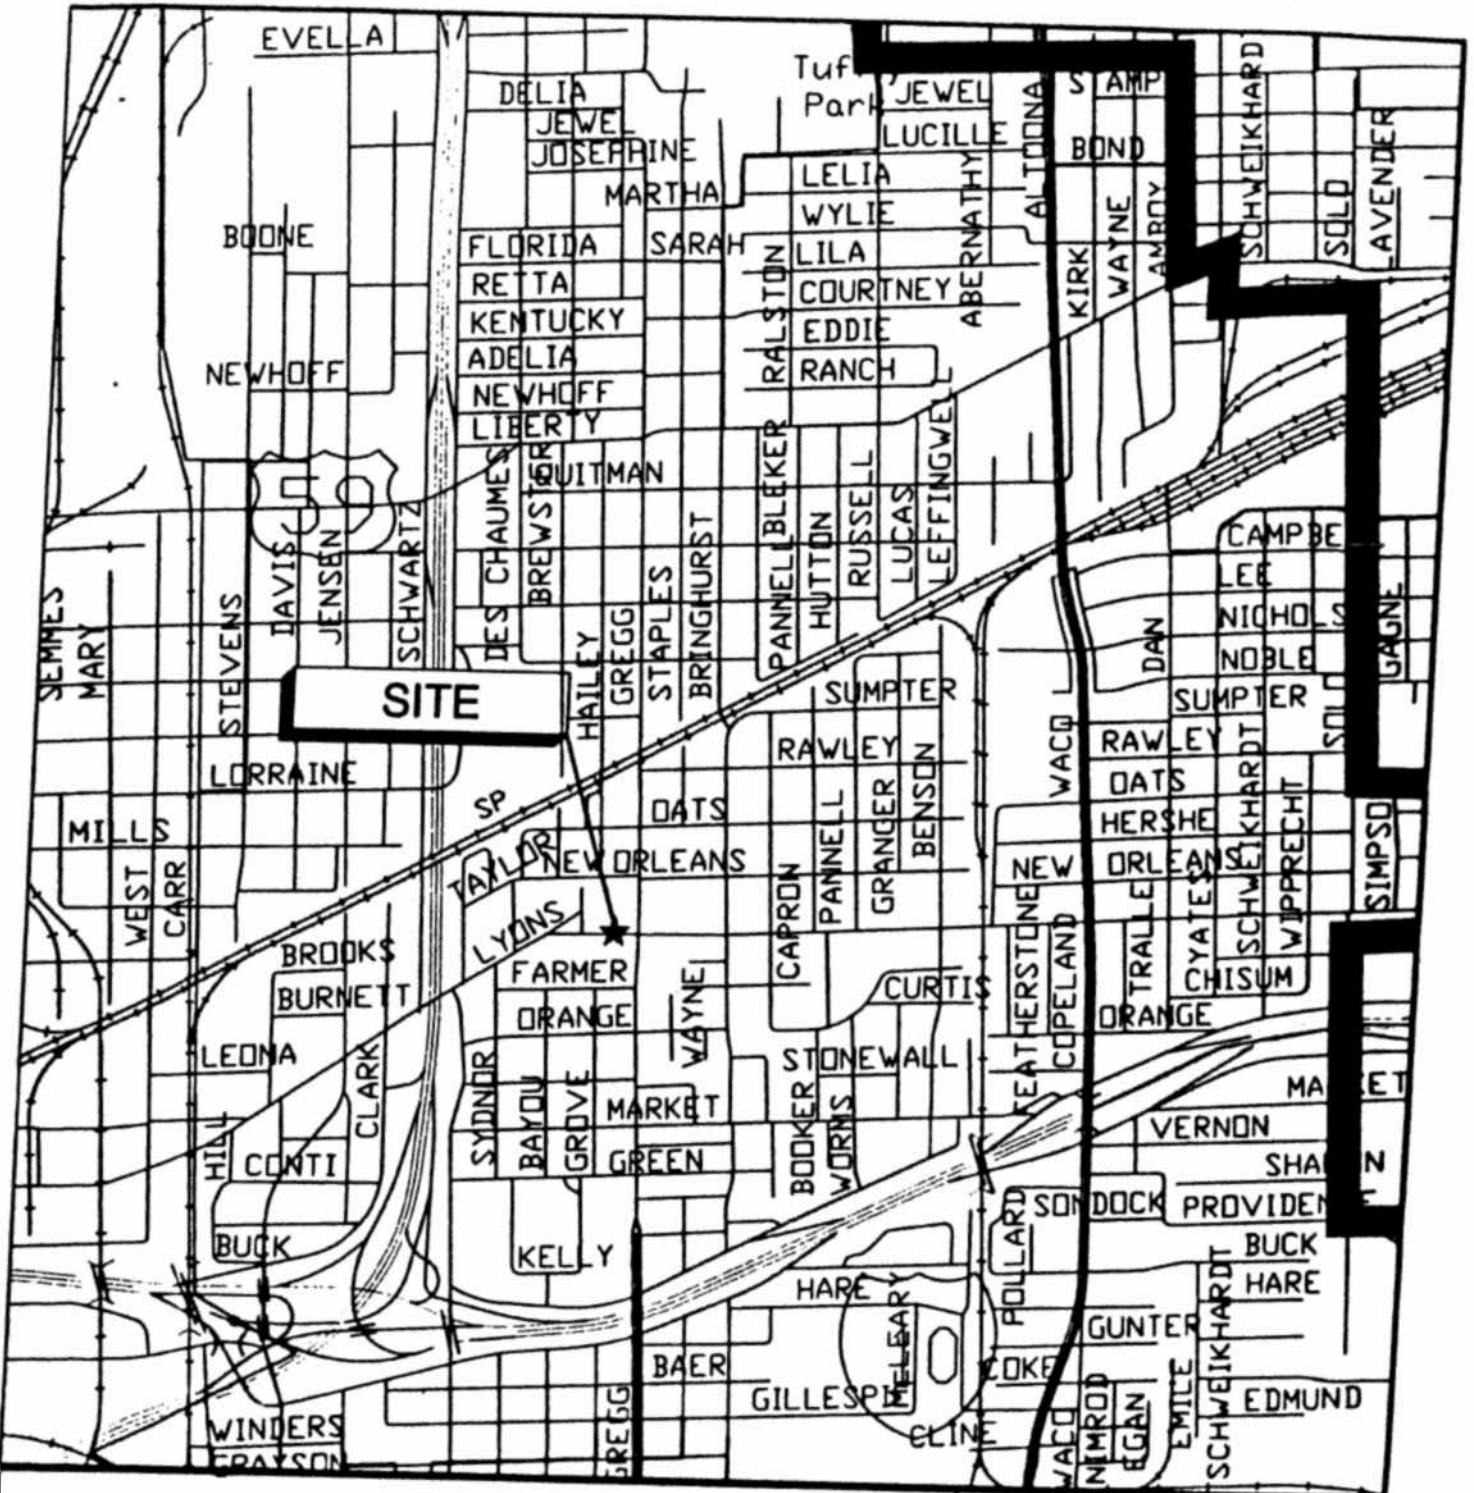 EVELLA
Park
DELIA
JEWEL
STAMP
ALTOONA
SCHWEIKHARD
JEWEL
LUCILLE
BOND
LAVENDER
JOSEPHINE
MARTHA
LELIA
WYLIE
ABERNATHY
WAYNE
AMBOY
SOLO
BOONE
FLORIDA
SARAH
LILA
KIRK
RETTA
COURTNEY
RALSTON
KENTUCKY
EDDIE
ADELIA
RANCH
NEWHOFF
NEWHOFF
LIBERTY
BLEKER
LEFFINGWELL
QUITMAN
59
DES CHAUMES
BREWSTER
RUSSELL
LUCAS
HUTTON
BRINGHURST
PANNELL
SCHWARTZ
DAVIS
JENSEN
CAMPBE
LEE
NICHOLS
GAGNE
SEMMES
MARY
STEVENS
STAPLES
GREGG
HAILEY
DAN
NOBLE
SITE
SUMPTER
SUMPTER
SOLO
RAWLEY
BENSON
WACO
RAWLEY
LORRAINE
OATS
SCHWEIKHARDT
WIPPRECHT
SP
OATS
PANNELL
GRANGER
HERSHE
SIMPSO
MILLS
TAYLOR
NEW ORLEANS
NEW ORLEANS
WEST
CARR
CAPRON
FEATHERSTONE
COPELAND
TRALLE
CYATES
LYONS
BROOKS
FARMER
CHISUM
BURNETT
CURTIS
WAYNE
ORANGE
ORANGE
LEONA
CLARK
STONEWALL
SYDNOR
BAYOU
GROVE
MARKET
MA KET
BOOKER
WORMS
HILL
VERNON
CONTI
GREEN
SHA N
SONDOCK
PROVIDEN E
POLLARD
BUCK
KELLY
BUCK
HARE
HARE
MELEARY
SCHWEIKHARDT
GUNTER
BAER
COKE
GILLESPIE
EMILE
EDMUND
GREGG
NIMROD
EGAN
WACO
CLINE
WINDERS
GRAYSON